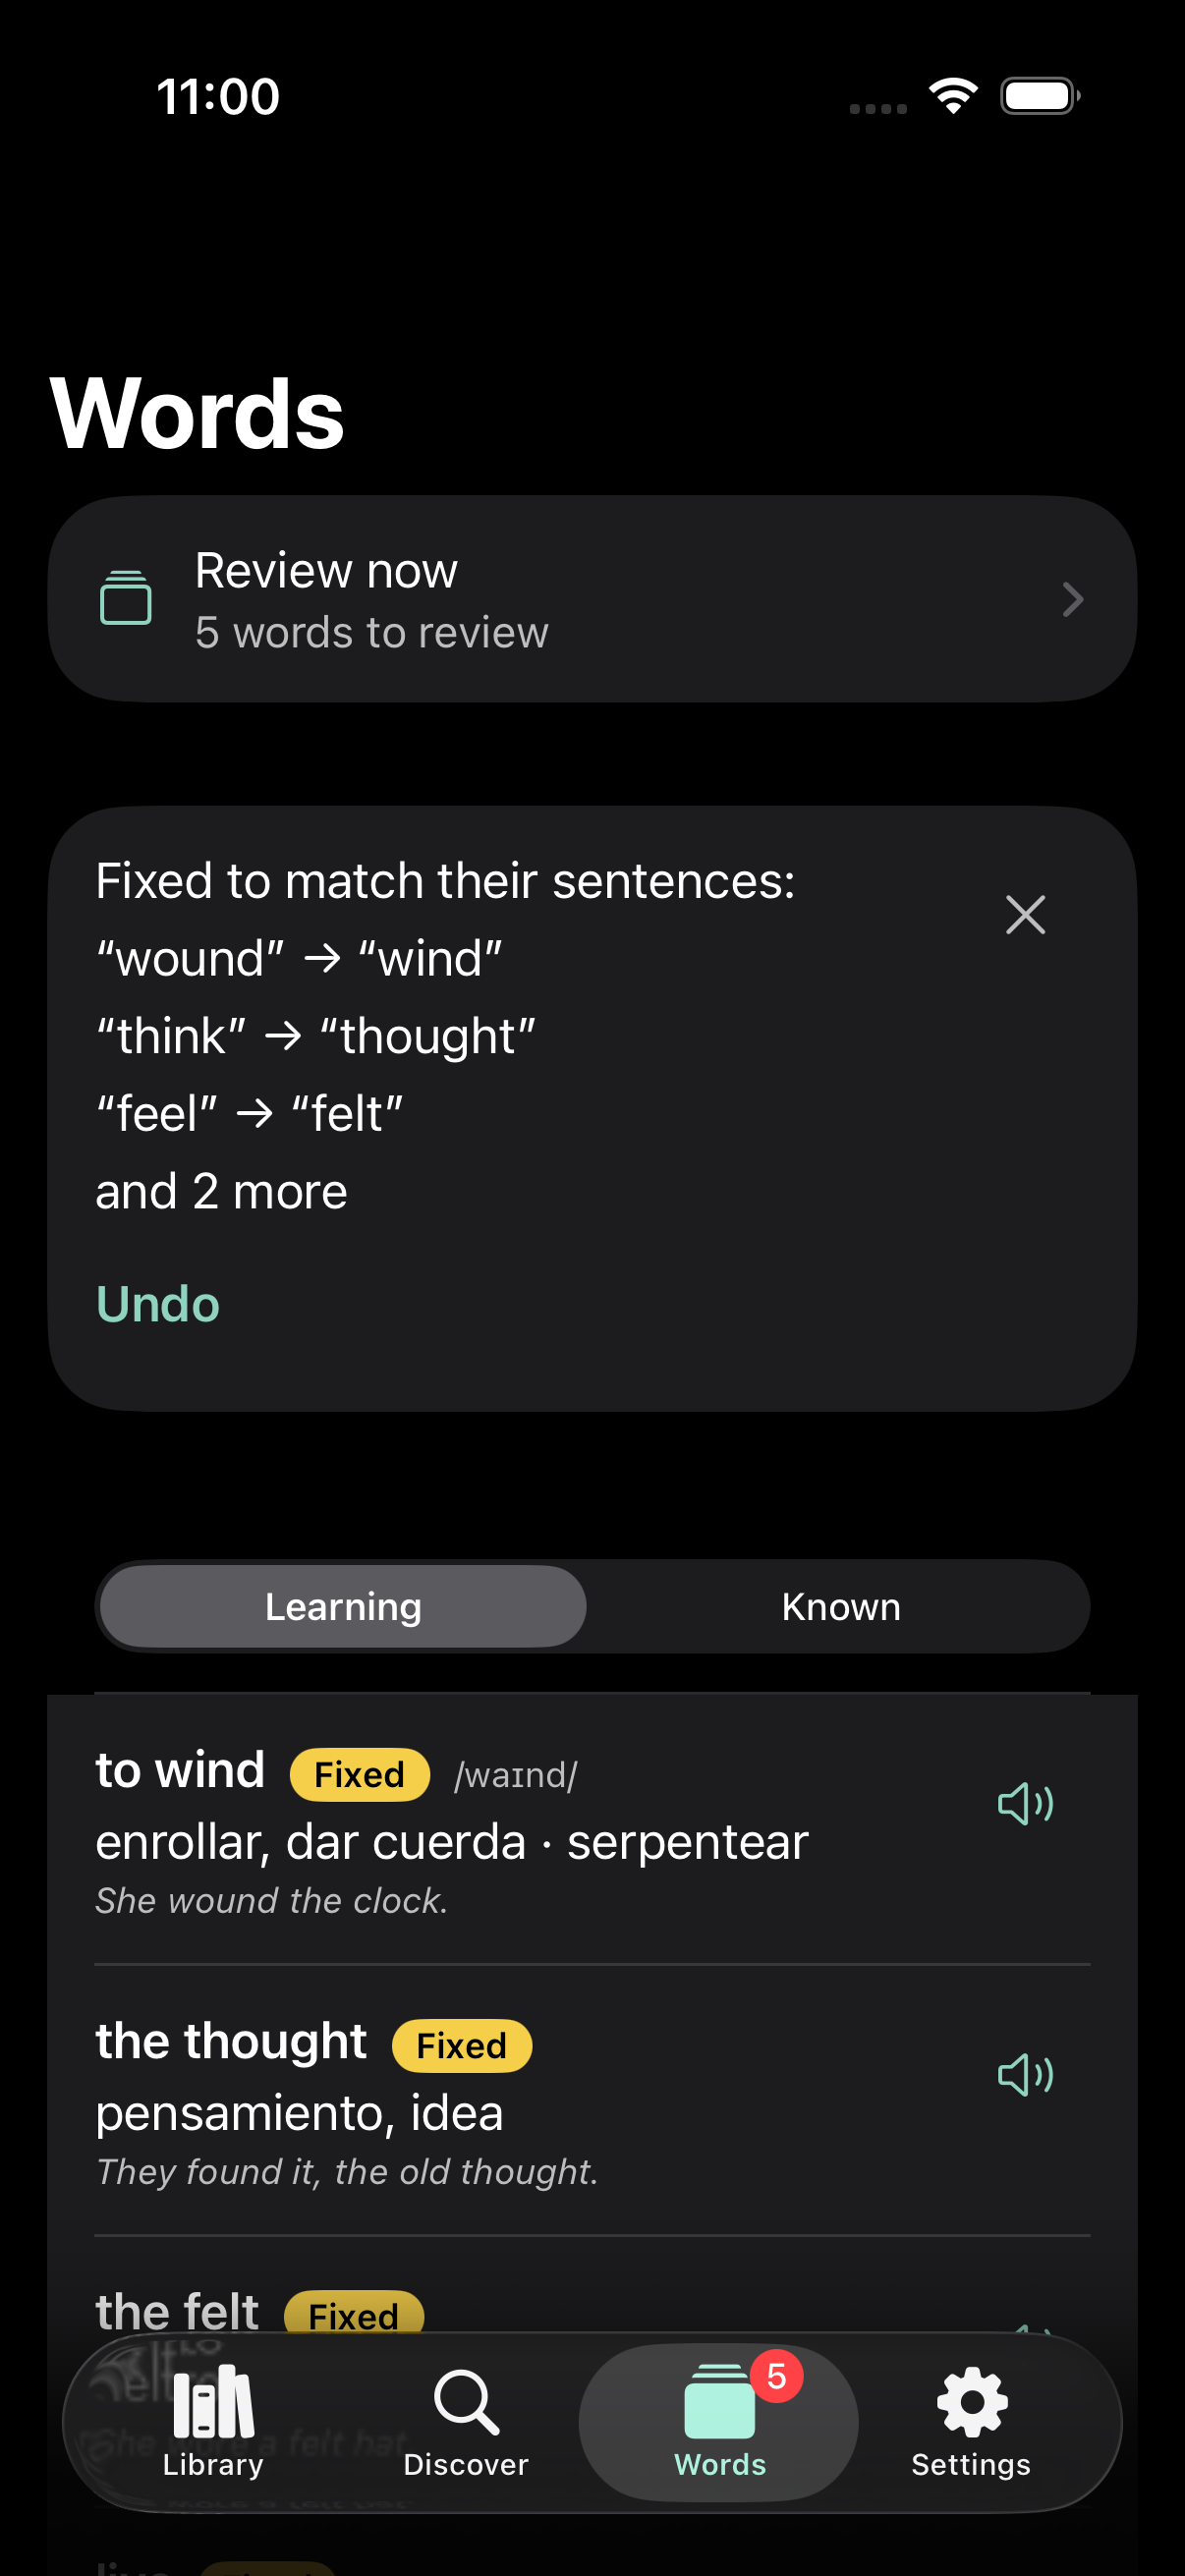 11:00
Words
Review now
5 words to review
Fixed to match their sentences:
“wound” → “wind”
“think” → “thought”
“feel” → “felt”
and 2 more
Undo
Learning
Known
to wind Fixed /waɪnd/
enrollar, dar cuerda · serpentear
She wound the clock.
the thought Fixed
pensamiento, idea
They found it, the old thought.
the felt Fixed
5
Library
Discover
Words
Settings